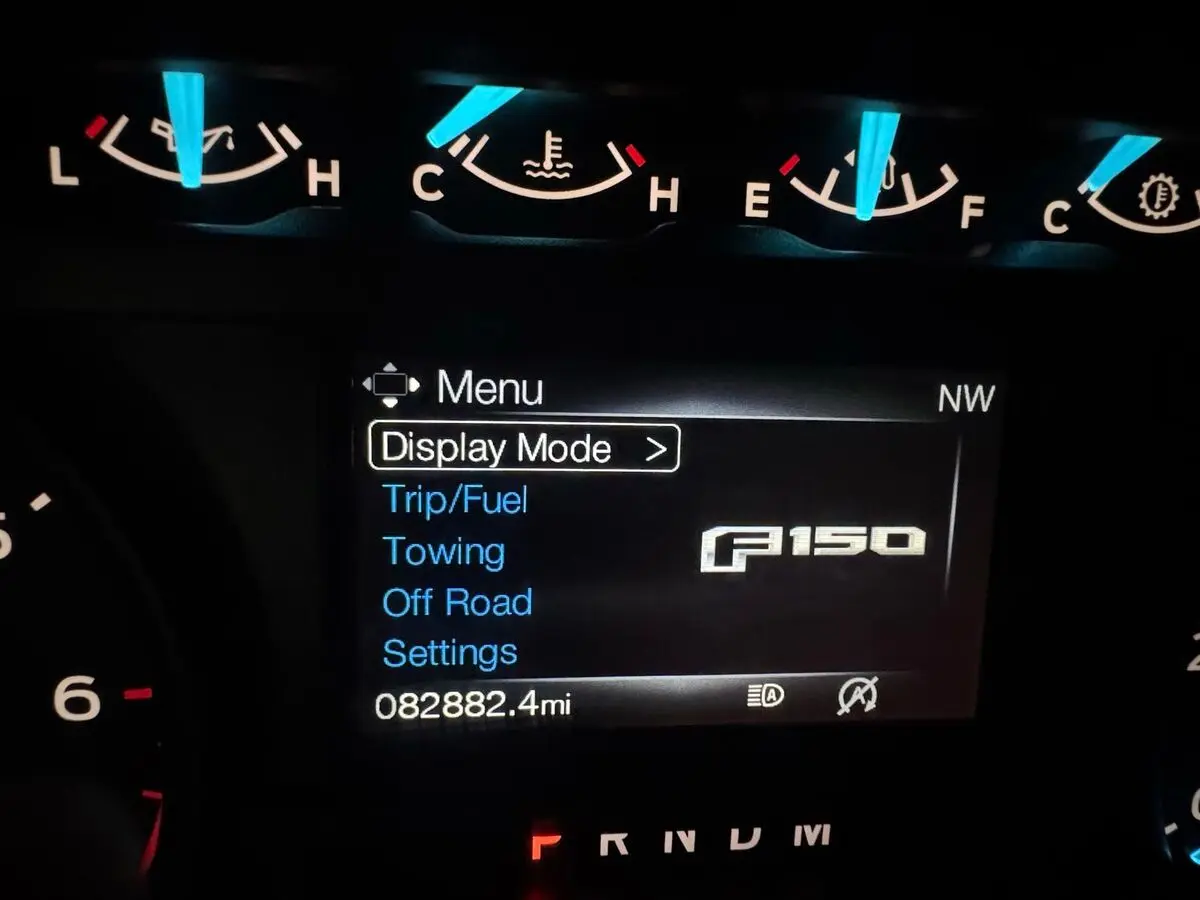 L H C H E F C
Menu NW
Display Mode >
Trip/Fuel
F150
Towing
Off Road
Settings
6
082882.4mi A A
P R N D M